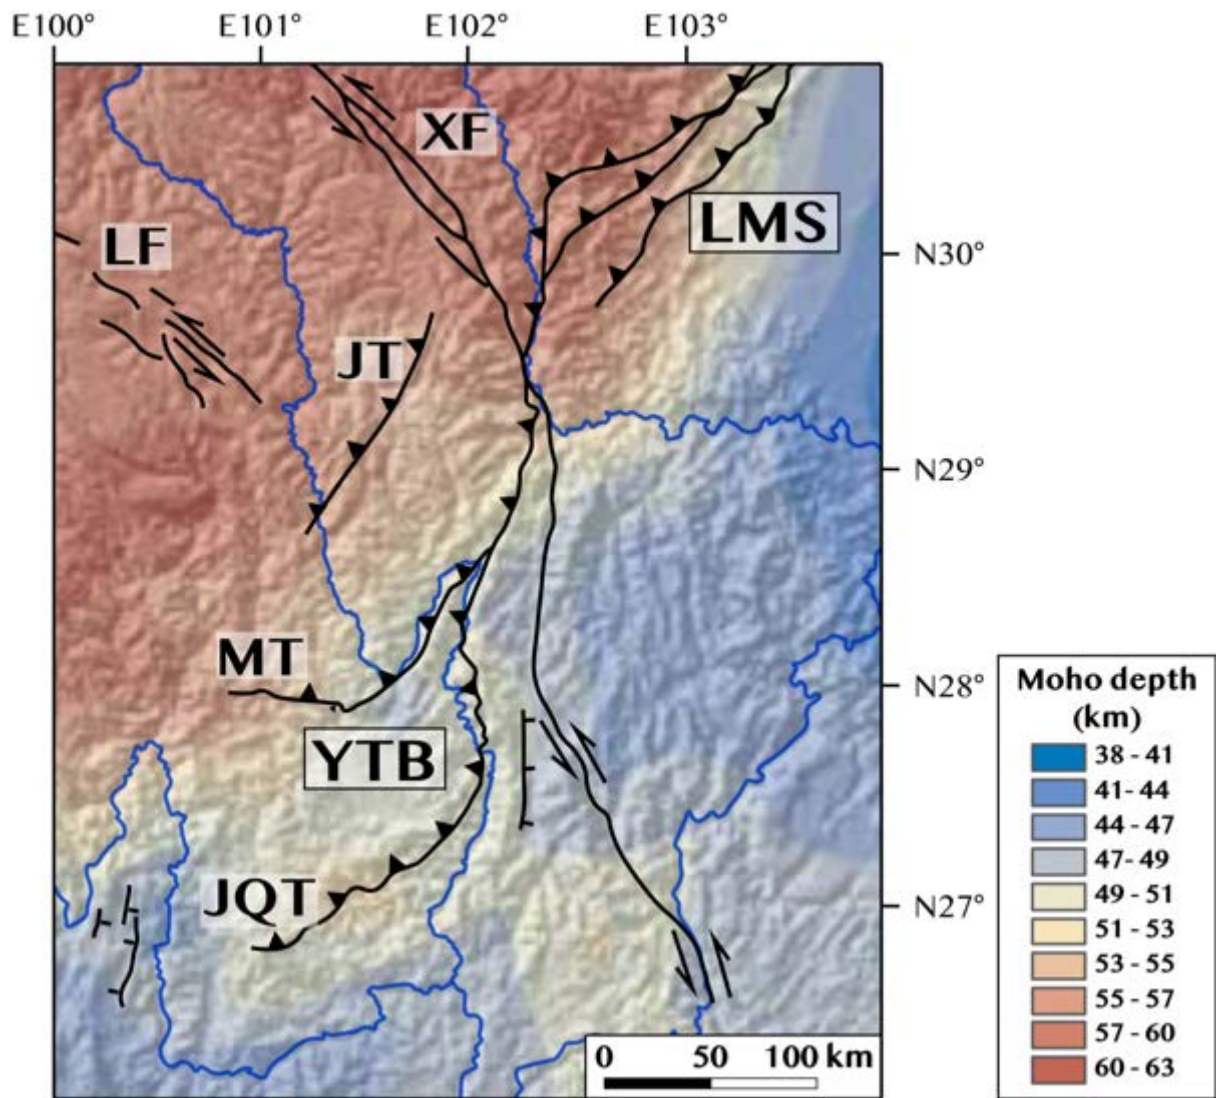 E100° E101° E102° E103°
XF
LMS
LF
N30°
JT
N29°
MT
N28°
YTB
JQT
N27°
0 50 100 km
Moho depth
(km)
38 - 41
41 - 44
44 - 47
47 - 49
49 - 51
51 - 53
53 - 55
55 - 57
57 - 60
60 - 63